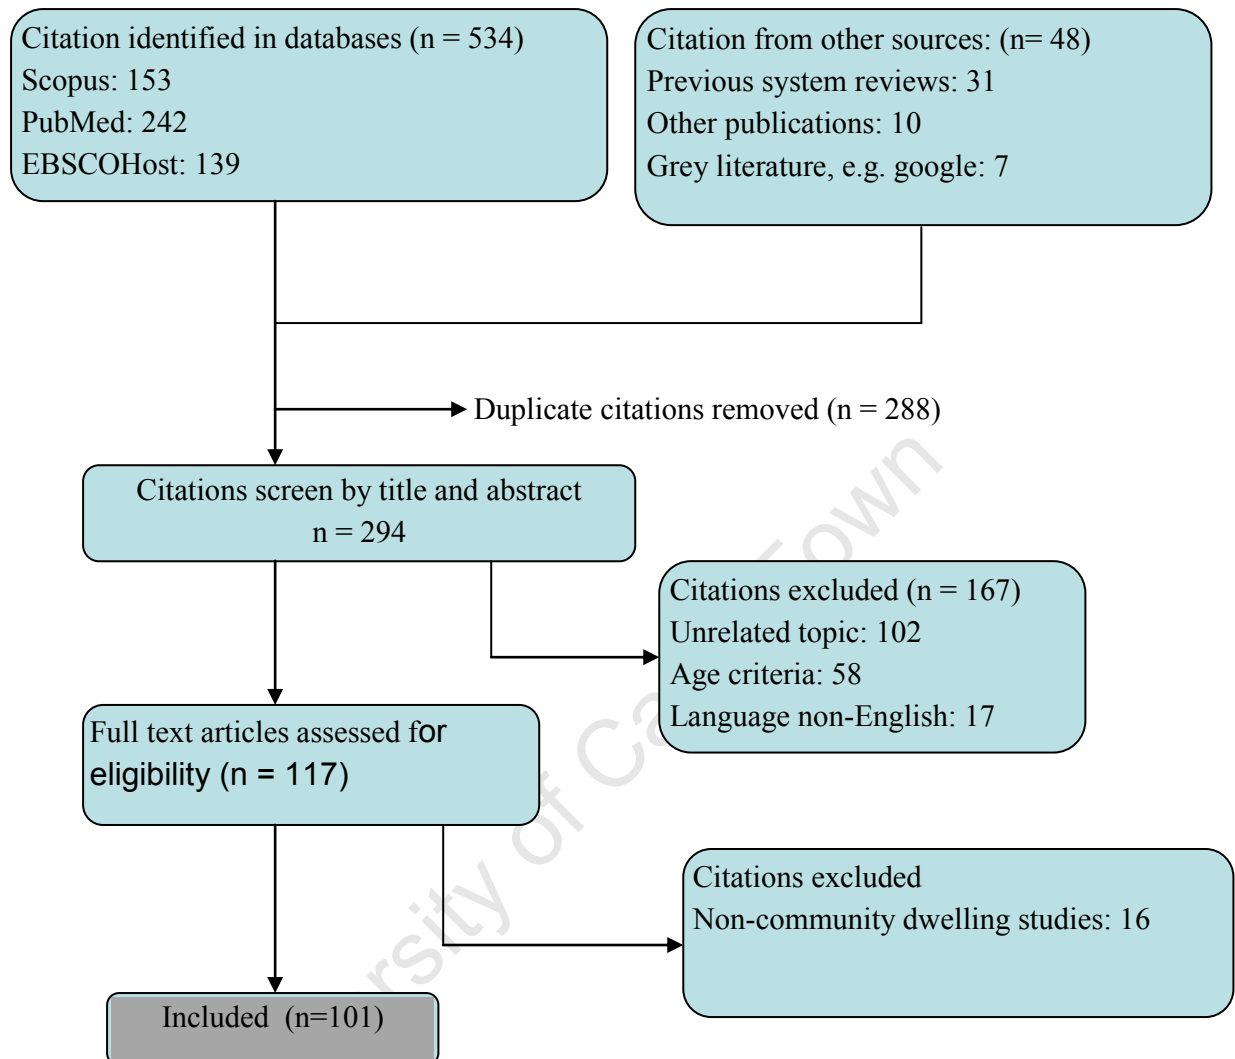 Citation identified in databases (n = 534)
Scopus: 153
PubMed: 242
EBSCOHost: 139
Citation from other sources: (n= 48)
Previous system reviews: 31
Other publications: 10
Grey literature, e.g. google: 7
Duplicate citations removed (n = 288)
Citations screen by title and abstract
n = 294
Citations excluded (n = 167)
Unrelated topic: 102
Age criteria: 58
Language non-English: 17
Full text articles assessed for
eligibility (n = 117)
Citations excluded
Non-community dwelling studies: 16
Included (n=101)